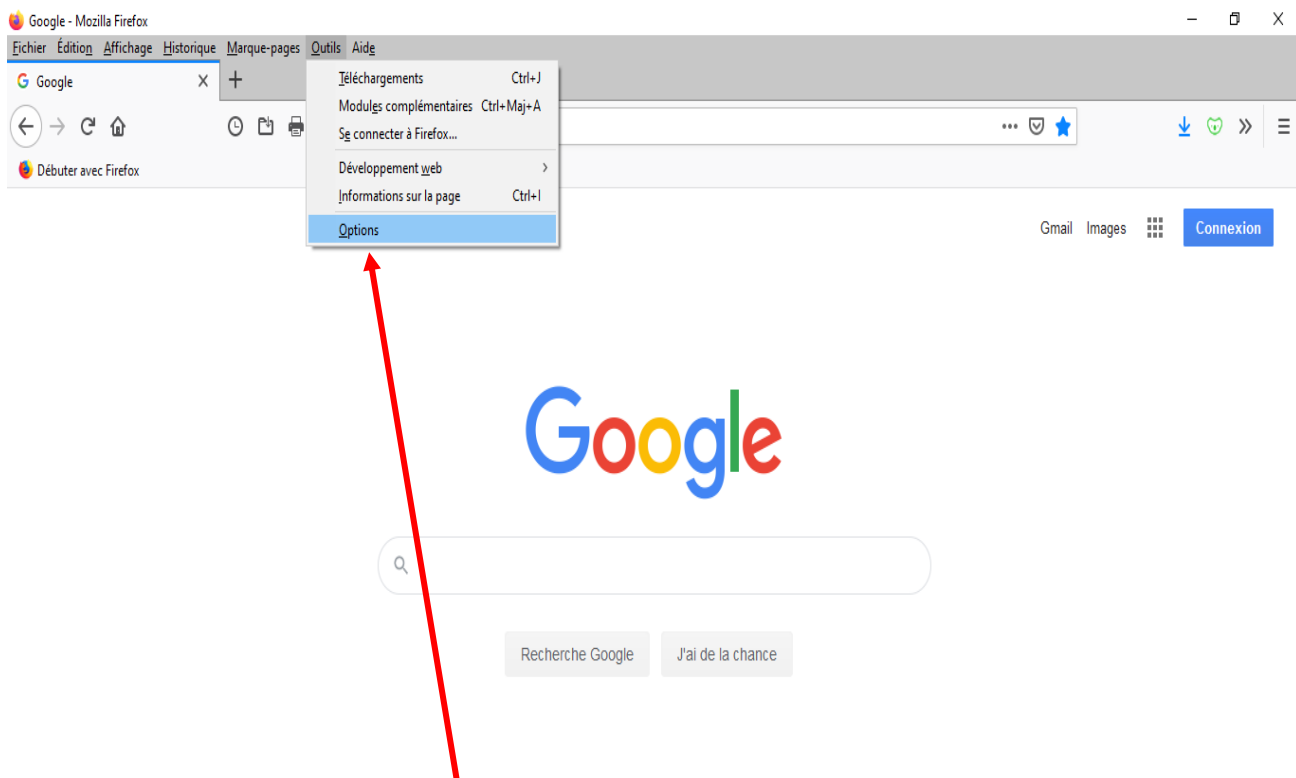 Google - Mozilla Firefox
Fichier Édition Affichage Historique Marque-pages Outils Aide
Google
Téléchargements Ctrl+J
Modules complémentaires Ctrl+Maj+A
Se connecter à Firefox...
Débuter avec Firefox
Développement web
Informations sur la page Ctrl+I
Options
Gmail Images Connexion
Google
Recherche Google J'ai de la chance